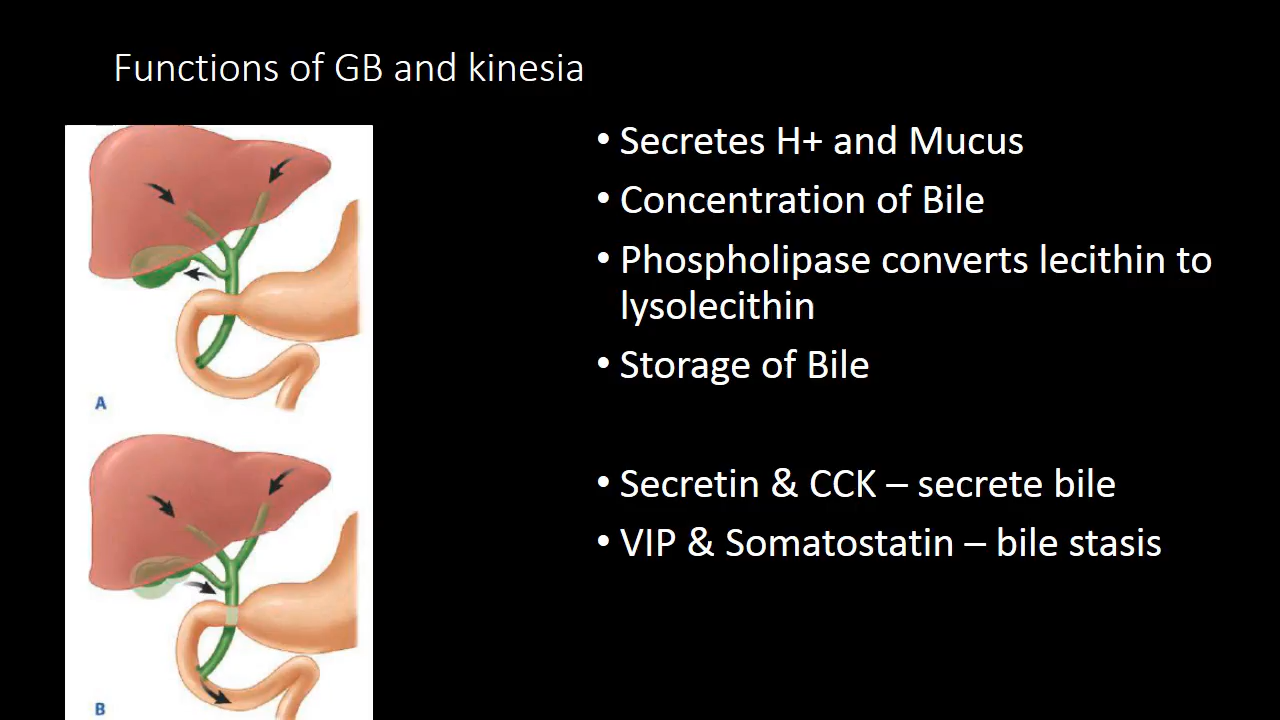 Functions of GB and kinesia
• Secretes H+ and Mucus
• Concentration of Bile
• Phospholipase converts lecithin to
lysolecithin
• Storage of Bile
• Secretin & CCK – secrete bile
• VIP & Somatostatin – bile stasis
A
B